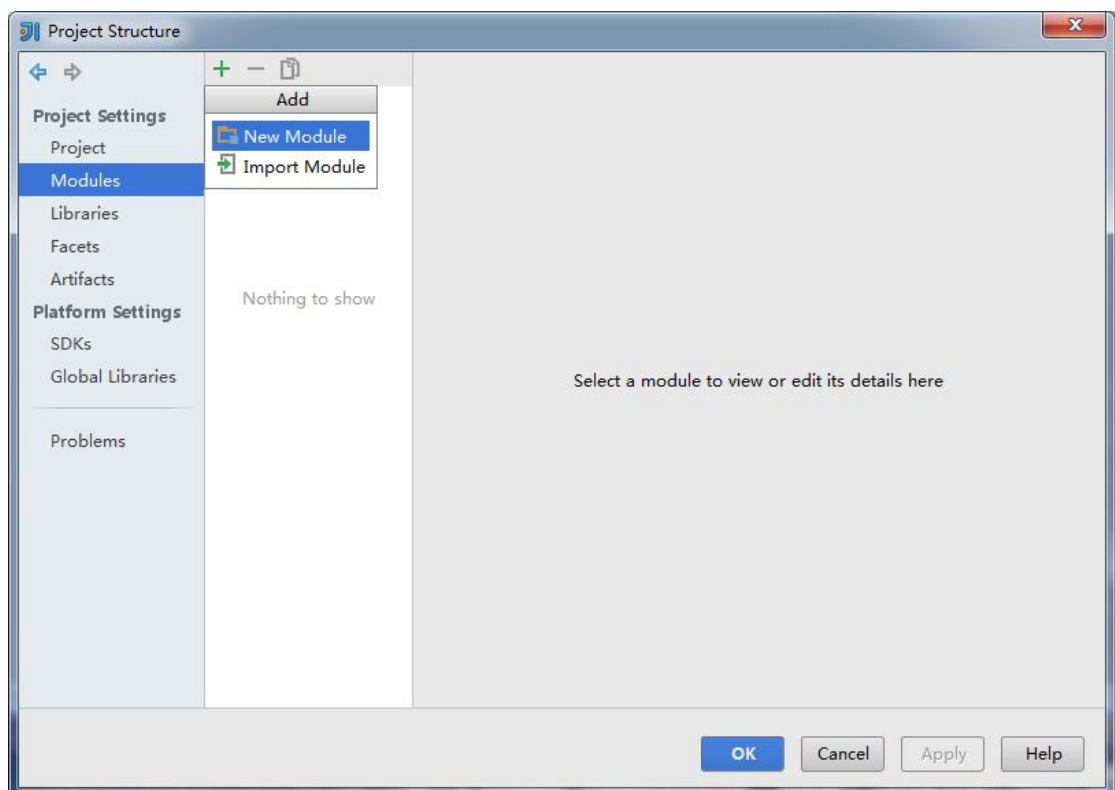 Project Structure
Project Settings
Project
Modules
Libraries
Facets
Artifacts
Platform Settings
SDKs
Global Libraries
Problems
Add
New Module
Import Module
Nothing to show
Select a module to view or edit its details here
OK
Cancel
Apply
Help